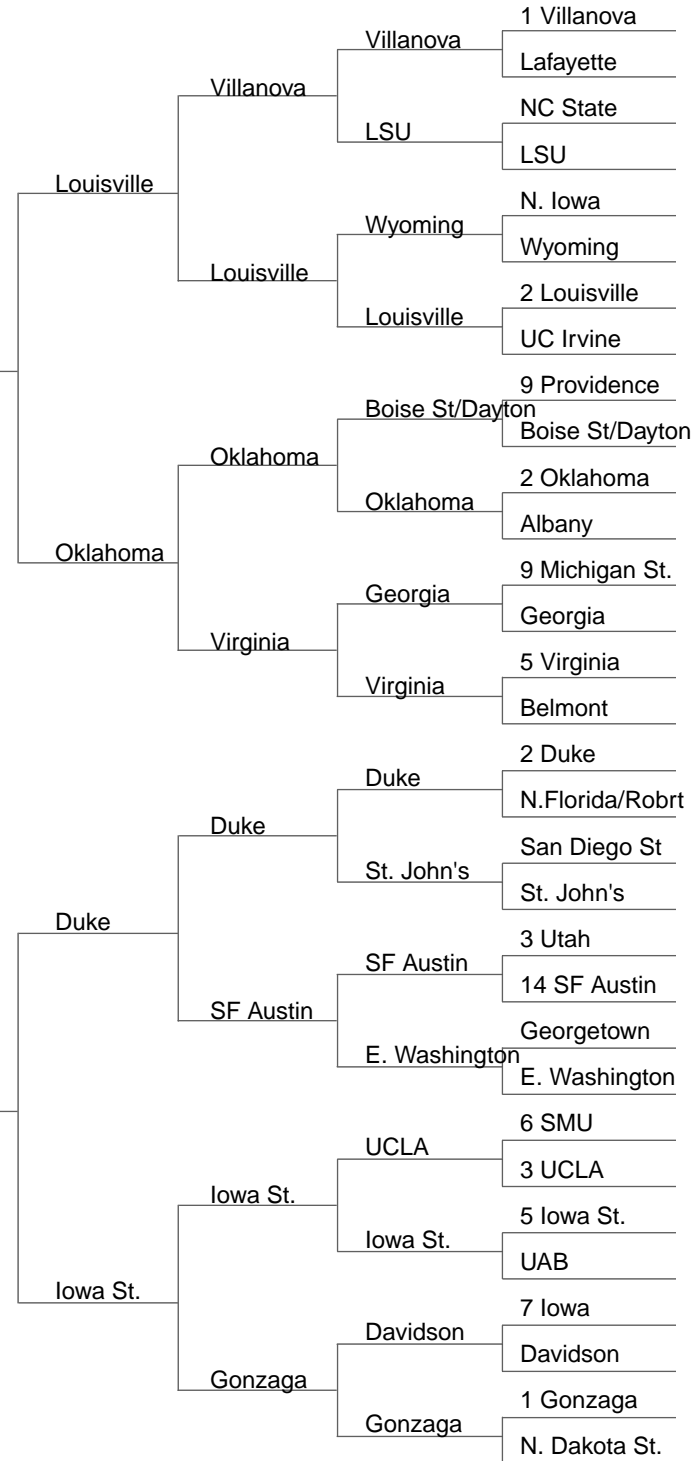 1 Villanova
Villanova
Lafayette
Villanova
NC State
LSU
LSU
Louisville
N. Iowa
Wyoming
Wyoming
Louisville
2 Louisville
Louisville
UC Irvine
9 Providence
Boise St/Dayton
Boise St/Dayton
Oklahoma
2 Oklahoma
Oklahoma
Albany
Oklahoma
9 Michigan St.
Georgia
Georgia
Virginia
5 Virginia
Virginia
Belmont
2 Duke
Duke
N.Florida/Robrt
Duke
San Diego St
St. John's
St. John's
Duke
3 Utah
SF Austin
14 SF Austin
SF Austin
Georgetown
E. Washington
E. Washington
6 SMU
UCLA
3 UCLA
Iowa St.
5 Iowa St.
Iowa St.
UAB
Iowa St.
7 Iowa
Davidson
Davidson
Gonzaga
1 Gonzaga
Gonzaga
N. Dakota St.